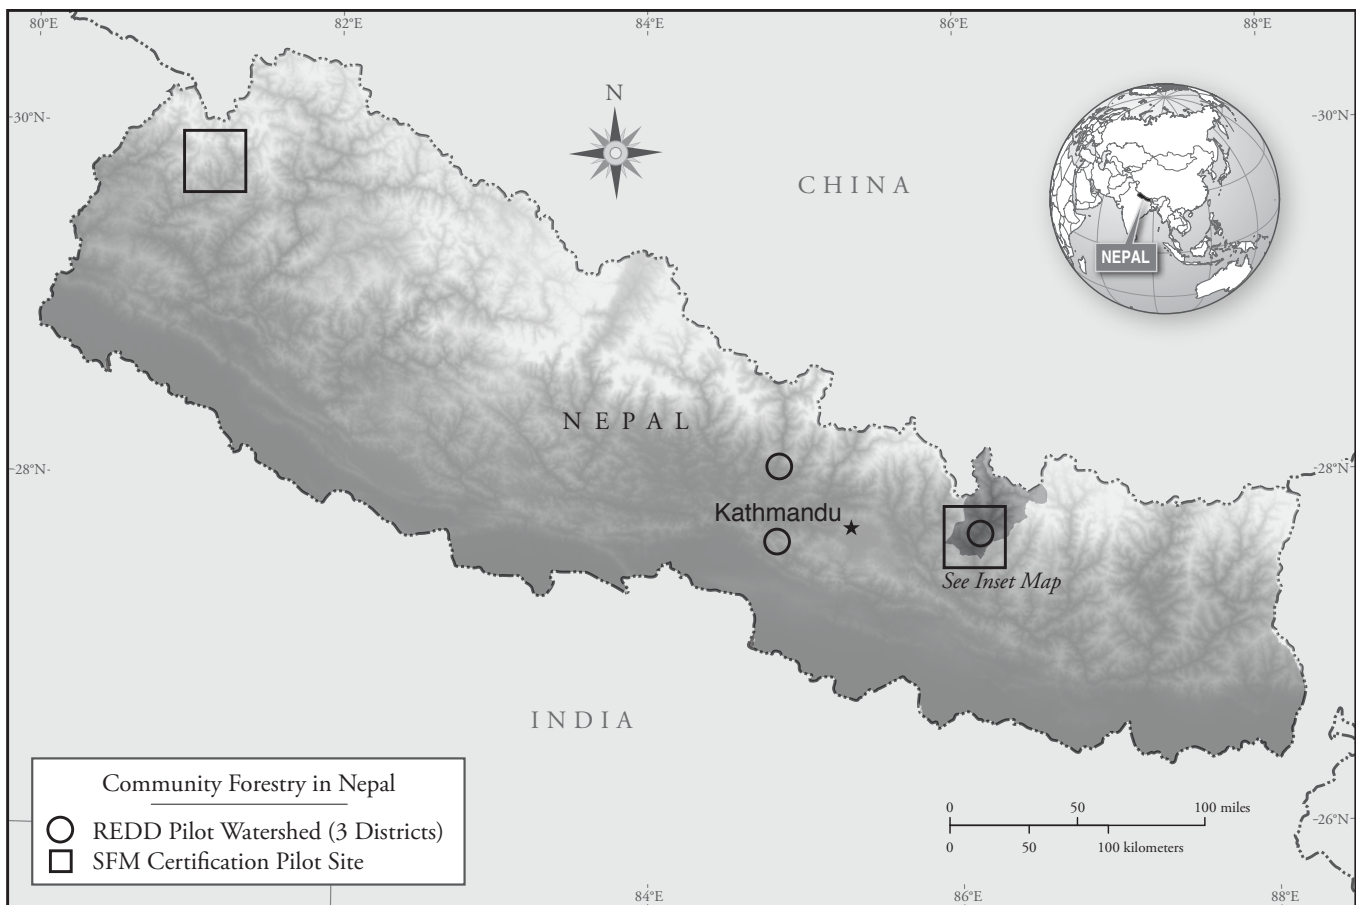 80°E 82°E 84°E 86°E 88°E
N
30°N- -30°N
CHINA
NEPAL
NEPAL
28°N- -28°N
Kathmandu
See Inset Map
INDIA
Community Forestry in Nepal
REDD Pilot Watershed (3 Districts)
SFM Certification Pilot Site
0 50 100 miles
0 50 100 kilometers
-26°N
84°E 86°E 88°E